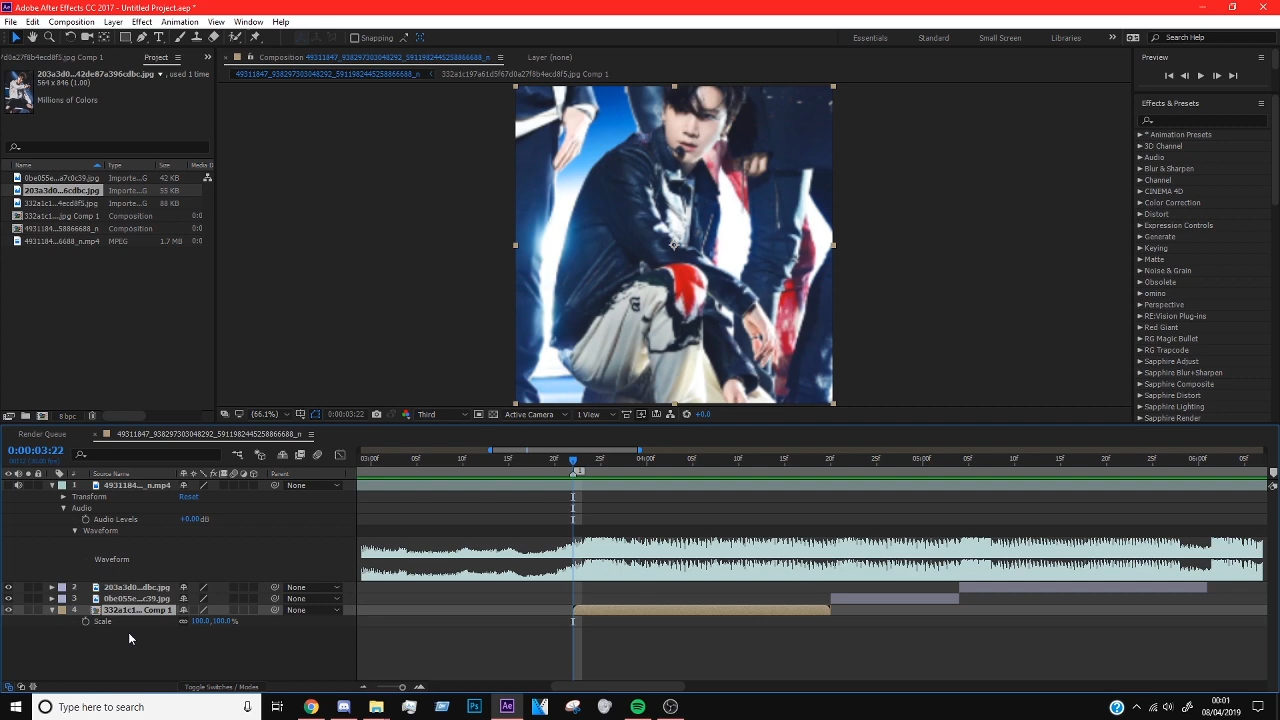 Adobe After Effects CC 2017 - Untitled Project.aep *
File Edit Composition Layer Effect Animation View Window Help
Snapping
Essentials Standard Small Screen Libraries Search Help
7d0a27f8b4ecd8f5.jpg Project
Composition 49311847_938297303048292_5911982445258866688_n
Layer (none)
Preview
203a3d0...42de87a396cdbc.jpg , used 1 time
564 x 846 (1.00)
Millions of Colors
49311847_938297303048292_5911982445258866688_n
332a1c197a61d5f67d0a27f8b4ecd8f5.jpg Comp 1
Effects & Presets
* Animation Presets
3D Channel
Audio
Blur & Sharpen
Channel
CINEMA 4D
Color Correction
Distort
Expression Controls
Generate
Keying
Matte
Noise & Grain
Obsolete
omino
Perspective
RE:Vision Plug-ins
Red Giant
RG Magic Bullet
RG Trapcode
Sapphire Adjust
Sapphire Blur+Sharpen
Sapphire Composite
Sapphire Distort
Sapphire Lighting
Sapphire Render
Name Type Size Media D
0be055e...a7c0c39.jpg Importe...G 42 KB
203a3d0...6cdbc.jpg Importe...G 55 KB
332a1c1...ecd8f5.jpg Importe...G 88 KB
332a1c1...jpg Comp 1 Composition 0:0
4931184...58866688_n Composition 0:0
4931184...6688_n.mp4 MPEG 1.7 MB 0:0
8 bpc
(66.1%) 0:00:03:22 Third Active Camera 1 View +0.0
Render Queue
49311847_938297303048292_5911982445258866688_n
0:00:03:22
Source Name Parent
03:00f 05f 10f 15f 20f 25f 04:00f 05f 10f 15f 20f 25f 05:00f 05f 10f 15f 20f 25f 06:00f 05f
1
1 4931184..._n.mp4 None
Transform Reset
Audio
Audio Levels +0.00dB
Waveform
Waveform
2 203a3d0...dbc.jpg None
3 0be055e...c39.jpg None
4 332a1c1... Comp 1 None
Scale 100.0,100.0%
Toggle Switches / Modes
Type here to search
Ps
Ae
00:01
08/04/2019